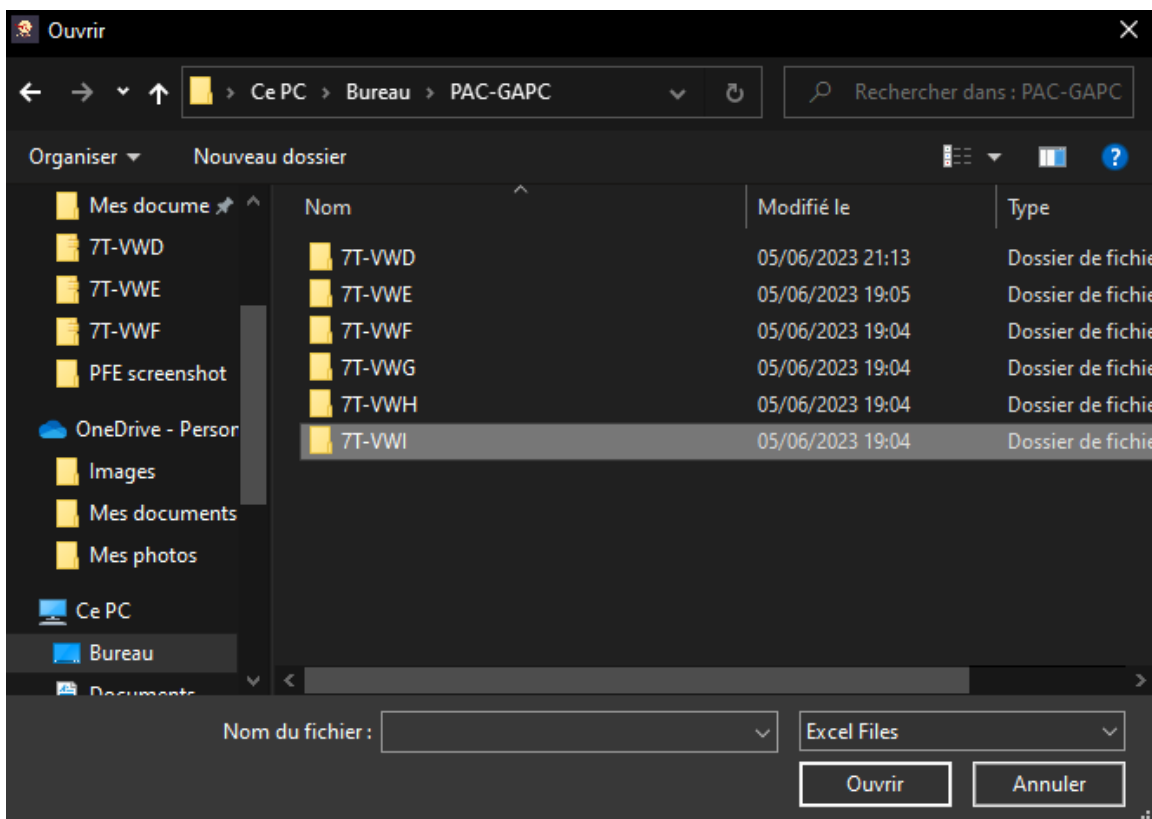 Ouvrir
Ce PC > Bureau > PAC-GAPC
Rechercher dans : PAC-GAPC
Organiser
Nouveau dossier
Mes docume
7T-VWD
7T-VWE
7T-VWF
PFE screenshot
OneDrive - Person
Images
Mes documents
Mes photos
Ce PC
Bureau
Documents
Nom Modifié le Type
7T-VWD 05/06/2023 21:13 Dossier de fichie
7T-VWE 05/06/2023 19:05 Dossier de fichie
7T-VWF 05/06/2023 19:04 Dossier de fichie
7T-VWG 05/06/2023 19:04 Dossier de fichie
7T-VWH 05/06/2023 19:04 Dossier de fichie
7T-VWI 05/06/2023 19:04 Dossier de fichie
Nom du fichier :
Excel Files
Ouvrir
Annuler